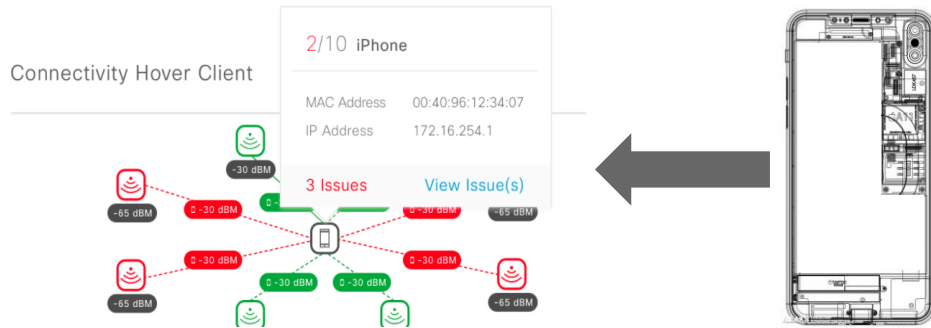 2/10 iPhone
Connectivity Hover Client
MAC Address 00:40:96:12:34:07
IP Address 172.16.254.1
3 Issues View Issue(s)
-30 dBM
-65 dBM
-30 dBM
-30 dBM
-65 dBM
-30 dBM
-30 dBM
-30 dBM
-30 dBM
-65 dBM
-65 dBM
A11